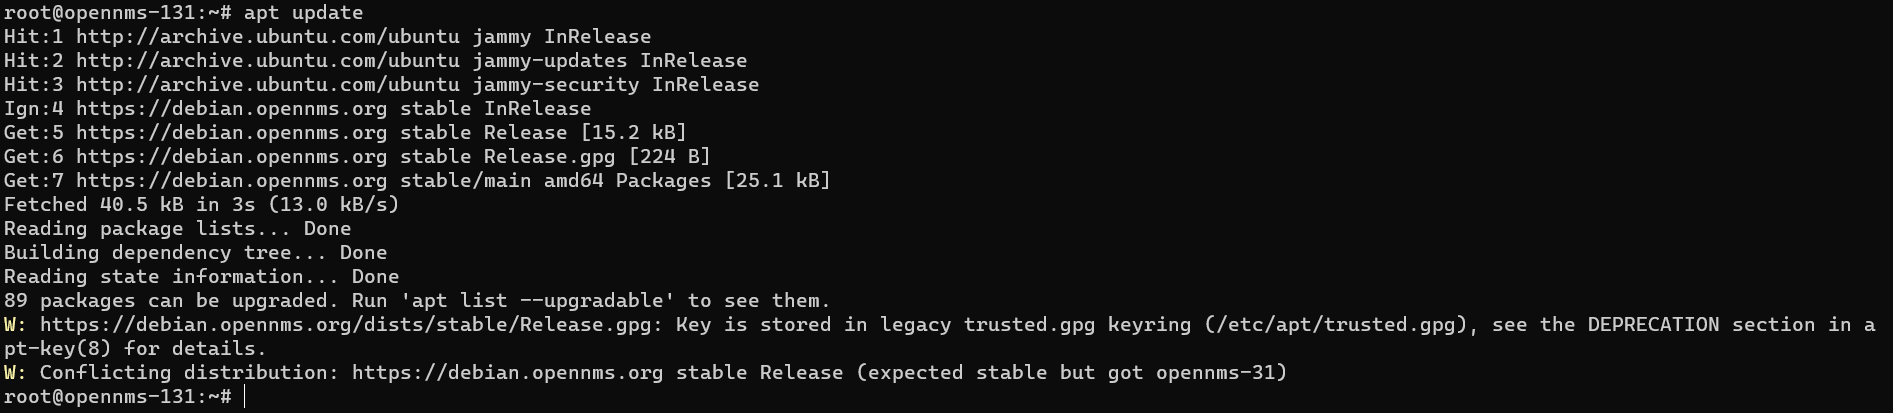 root@opennms-131:~# apt update
Hit:1 http://archive.ubuntu.com/ubuntu jammy InRelease
Hit:2 http://archive.ubuntu.com/ubuntu jammy-updates InRelease
Hit:3 http://archive.ubuntu.com/ubuntu jammy-security InRelease
Ign:4 https://debian.opennms.org stable InRelease
Get:5 https://debian.opennms.org stable Release [15.2 kB]
Get:6 https://debian.opennms.org stable Release.gpg [224 B]
Get:7 https://debian.opennms.org stable/main amd64 Packages [25.1 kB]
Fetched 40.5 kB in 3s (13.0 kB/s)
Reading package lists... Done
Building dependency tree... Done
Reading state information... Done
89 packages can be upgraded. Run 'apt list --upgradable' to see them.
W: https://debian.opennms.org/dists/stable/Release.gpg: Key is stored in legacy trusted.gpg keyring (/etc/apt/trusted.gpg), see the DEPRECATION section in a
pt-key(8) for details.
W: Conflicting distribution: https://debian.opennms.org stable Release (expected stable but got opennms-31)
root@opennms-131:~#